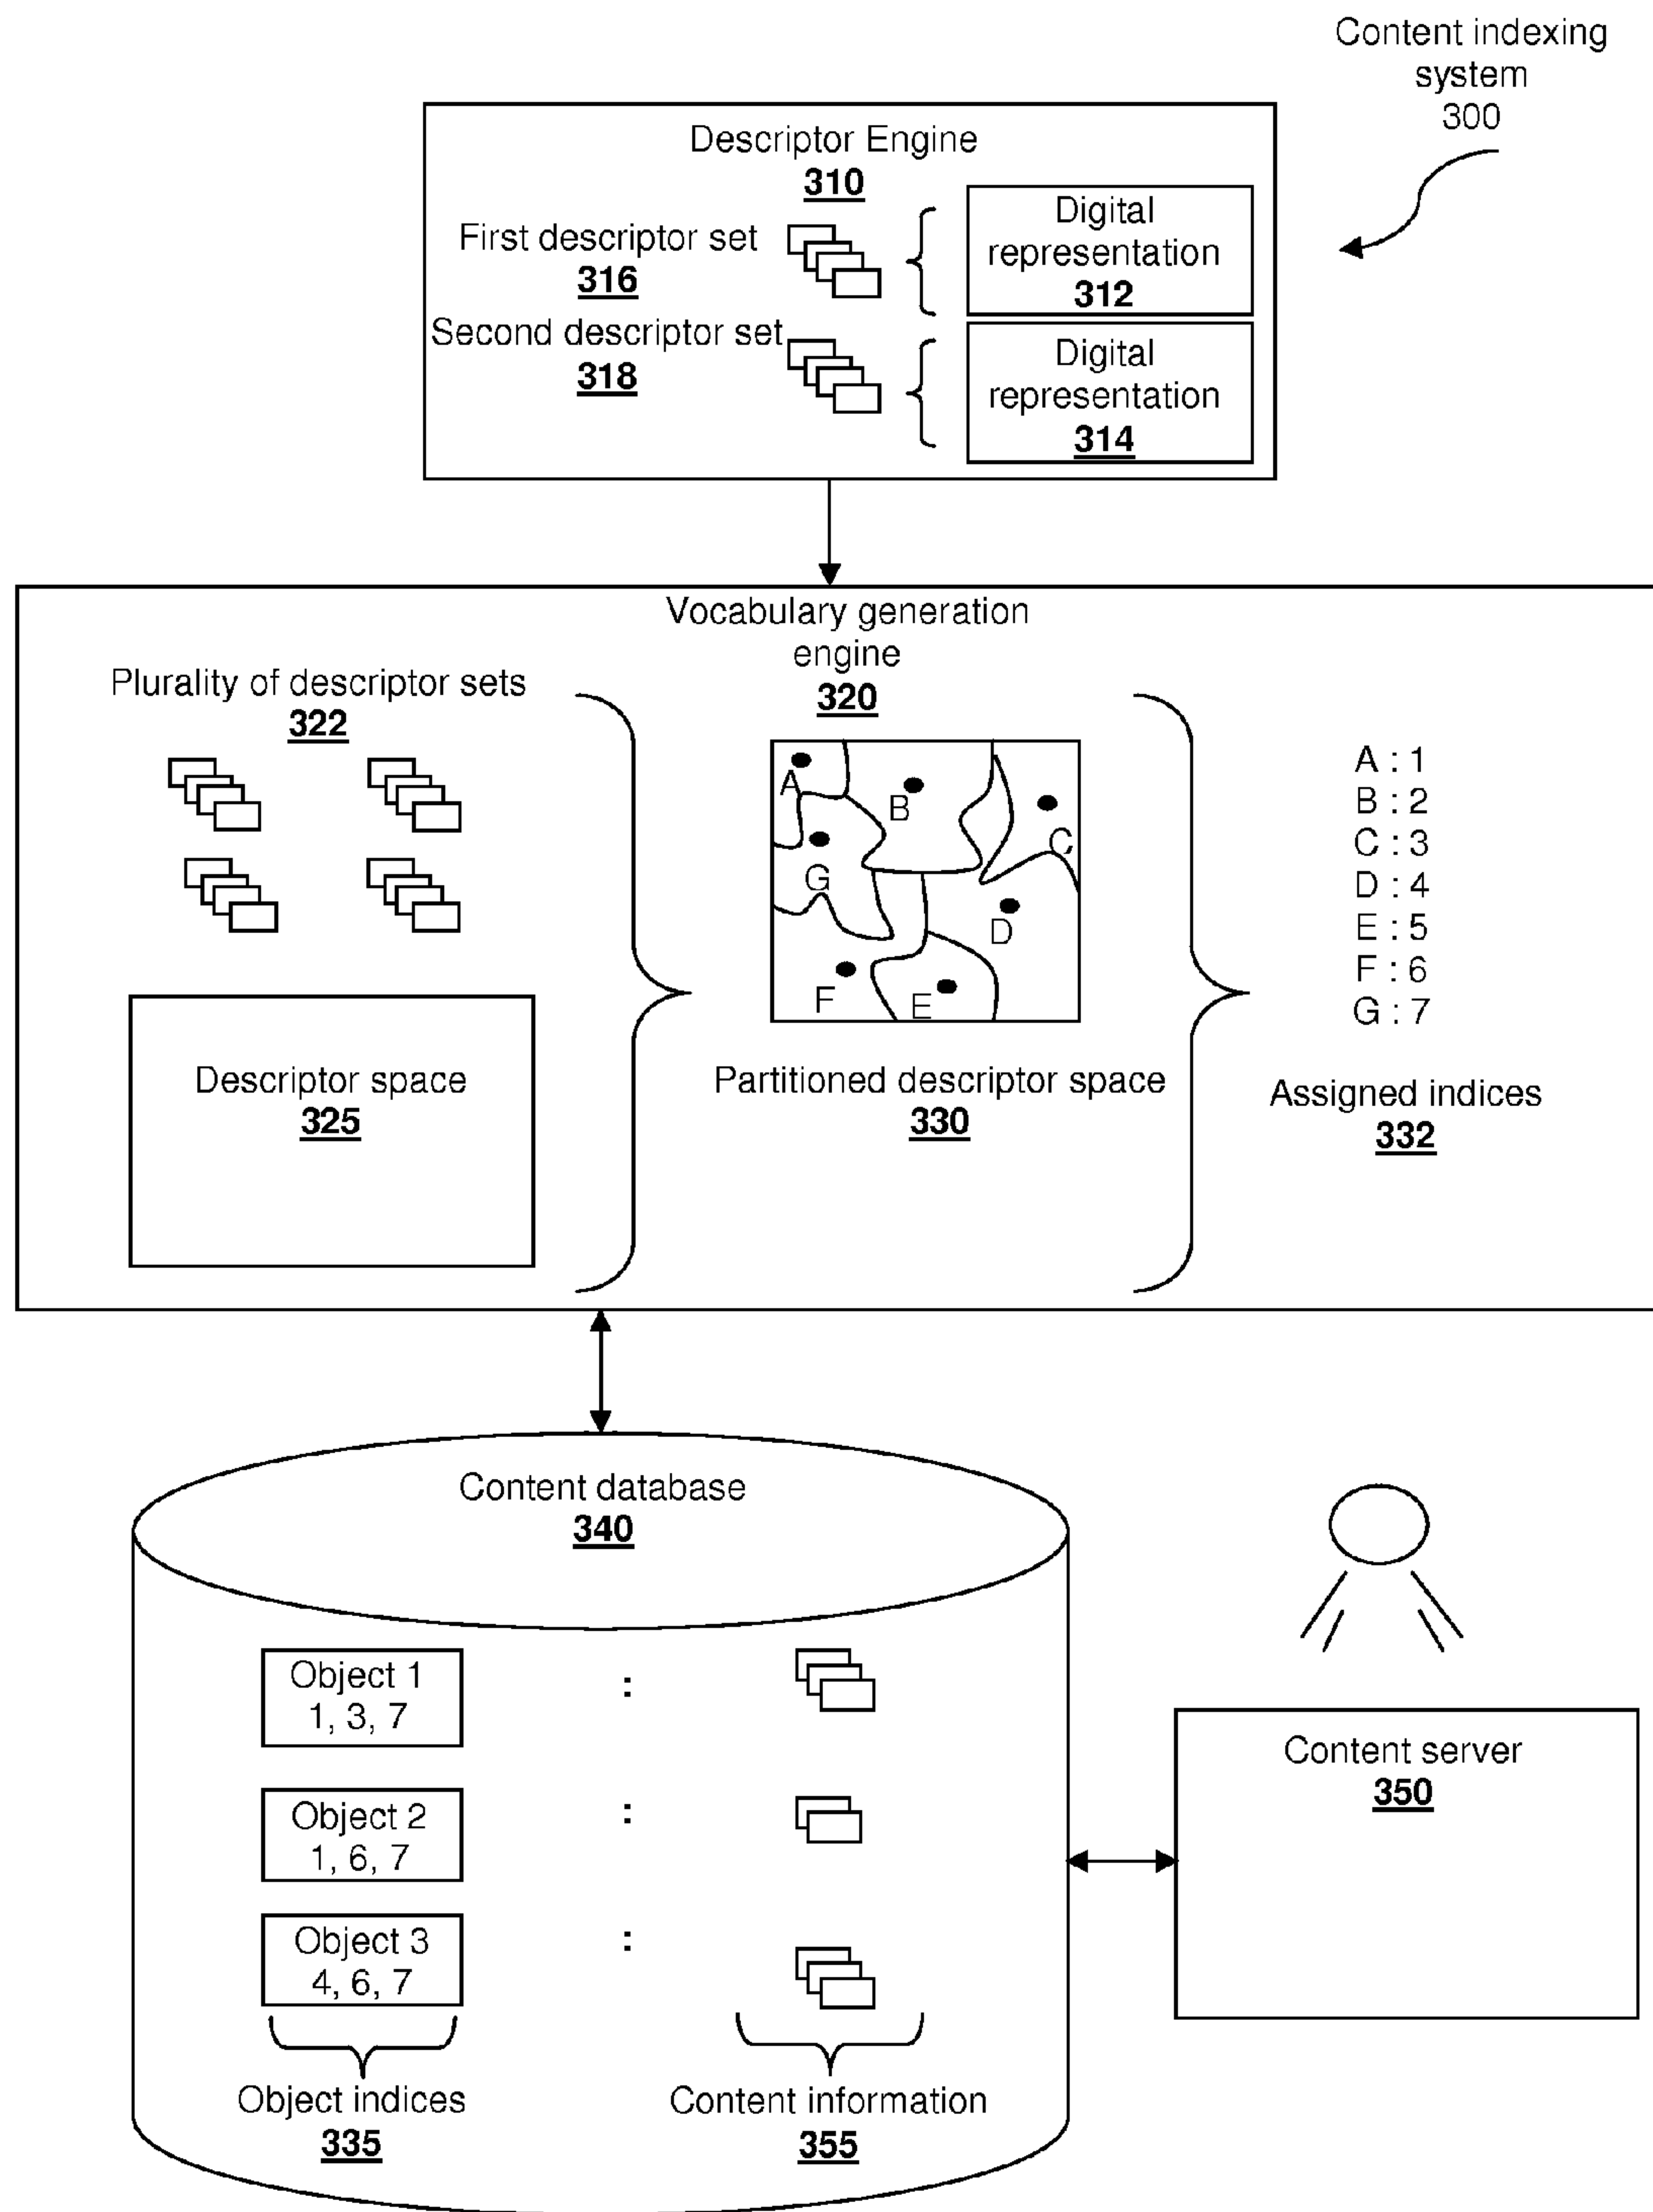 Content indexing
system
300
Descriptor Engine
310
First descriptor set
316
Second descriptor set
318
Digital
representation
312
Digital
representation
314
Vocabulary generation
engine
320
Plurality of descriptor sets
322
Descriptor space
325
A
B
C
G
D
F
E
Partitioned descriptor space
330
A : 1
B : 2
C : 3
D : 4
E : 5
F : 6
G : 7
Assigned indices
332
Content database
340
Object 1
1, 3, 7
:
Object 2
1, 6, 7
:
Object 3
4, 6, 7
:
Object indices
335
Content information
355
Content server
350